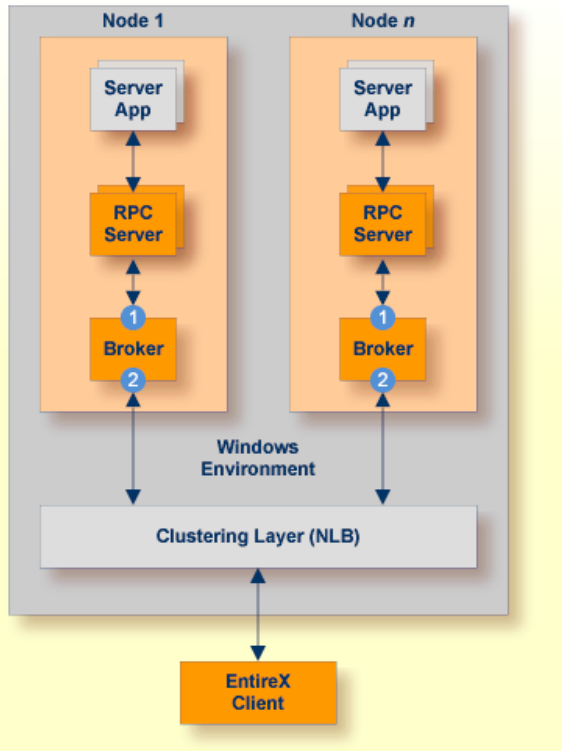 Node 1
Server
App
RPC
Server
1
Broker
2
Node n
Server
App
RPC
Server
1
Broker
2
Windows
Environment
Clustering Layer (NLB)
EntireX
Client